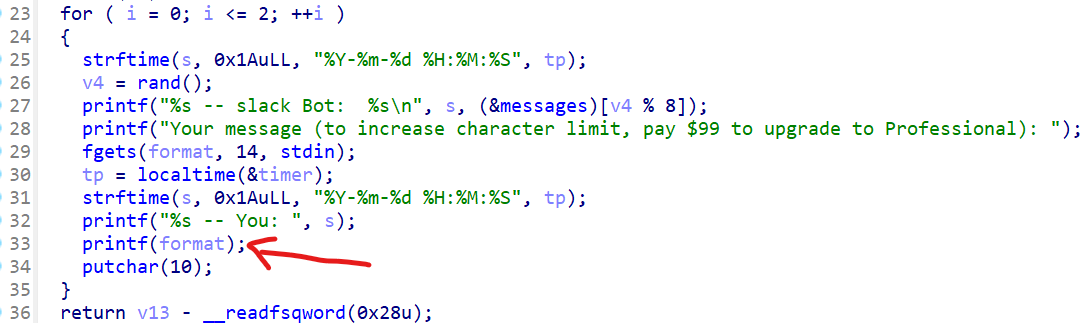 23 for ( i = 0; i <= 2; ++i )
24 {
25 strftime(s, 0x1AuLL, "%Y-%m-%d %H:%M:%S", tp);
26 v4 = rand();
27 printf("%s -- slack Bot:  %s\n", s, (&messages)[v4 % 8]);
28 printf("Your message (to increase character limit, pay $99 to upgrade to Professional): ");
29 fgets(format, 14, stdin);
30 tp = localtime(&timer);
31 strftime(s, 0x1AuLL, "%Y-%m-%d %H:%M:%S", tp);
32 printf("%s -- You: ", s);
33 printf(format);
34 putchar(10);
35 }
36 return v13 - __readfsqword(0x28u);